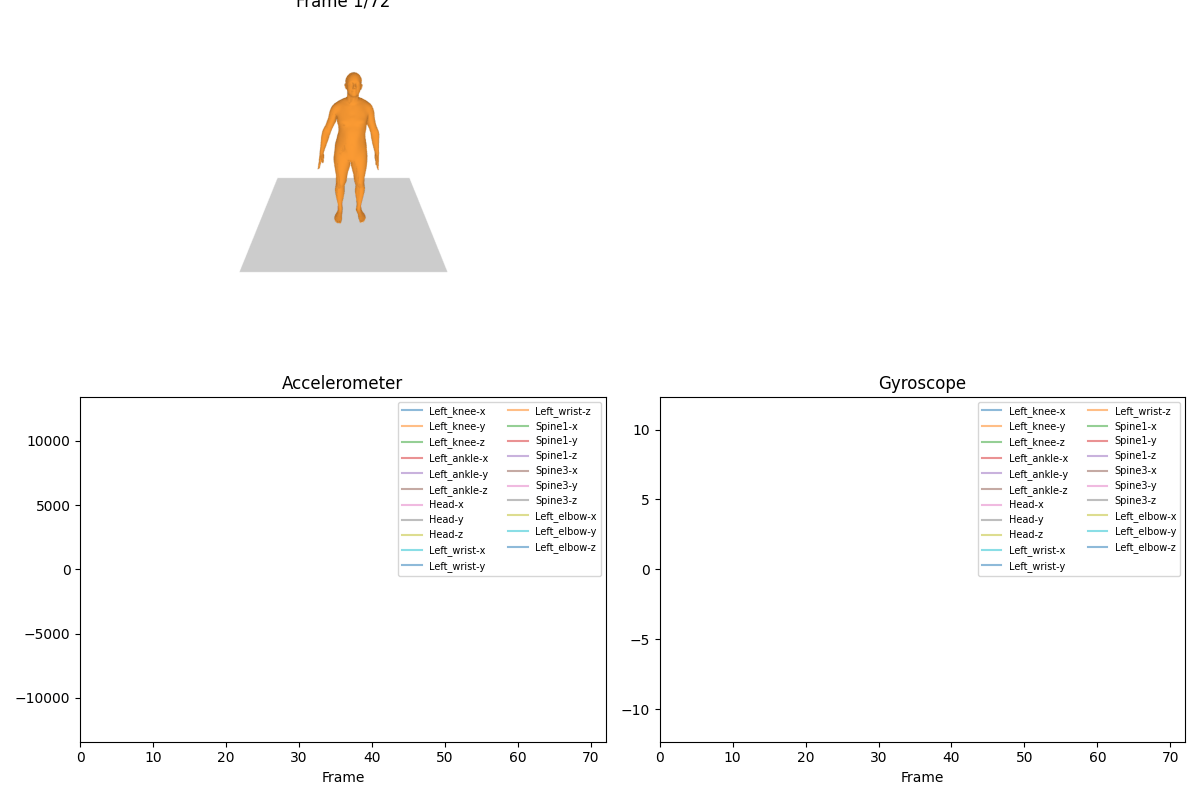 Frame 1/72
Accelerometer
10000
5000
0
−5000
−10000
0 10 20 30 40 50 60 70
Frame
Left_knee-x
Left_knee-y
Left_knee-z
Left_ankle-x
Left_ankle-y
Left_ankle-z
Head-x
Head-y
Head-z
Left_wrist-x
Left_wrist-y
Left_wrist-z
Spine1-x
Spine1-y
Spine1-z
Spine3-x
Spine3-y
Spine3-z
Left_elbow-x
Left_elbow-y
Left_elbow-z
Gyroscope
10
5
0
−5
−10
0 10 20 30 40 50 60 70
Frame
Left_knee-x
Left_knee-y
Left_knee-z
Left_ankle-x
Left_ankle-y
Left_ankle-z
Head-x
Head-y
Head-z
Left_wrist-x
Left_wrist-y
Left_wrist-z
Spine1-x
Spine1-y
Spine1-z
Spine3-x
Spine3-y
Spine3-z
Left_elbow-x
Left_elbow-y
Left_elbow-z